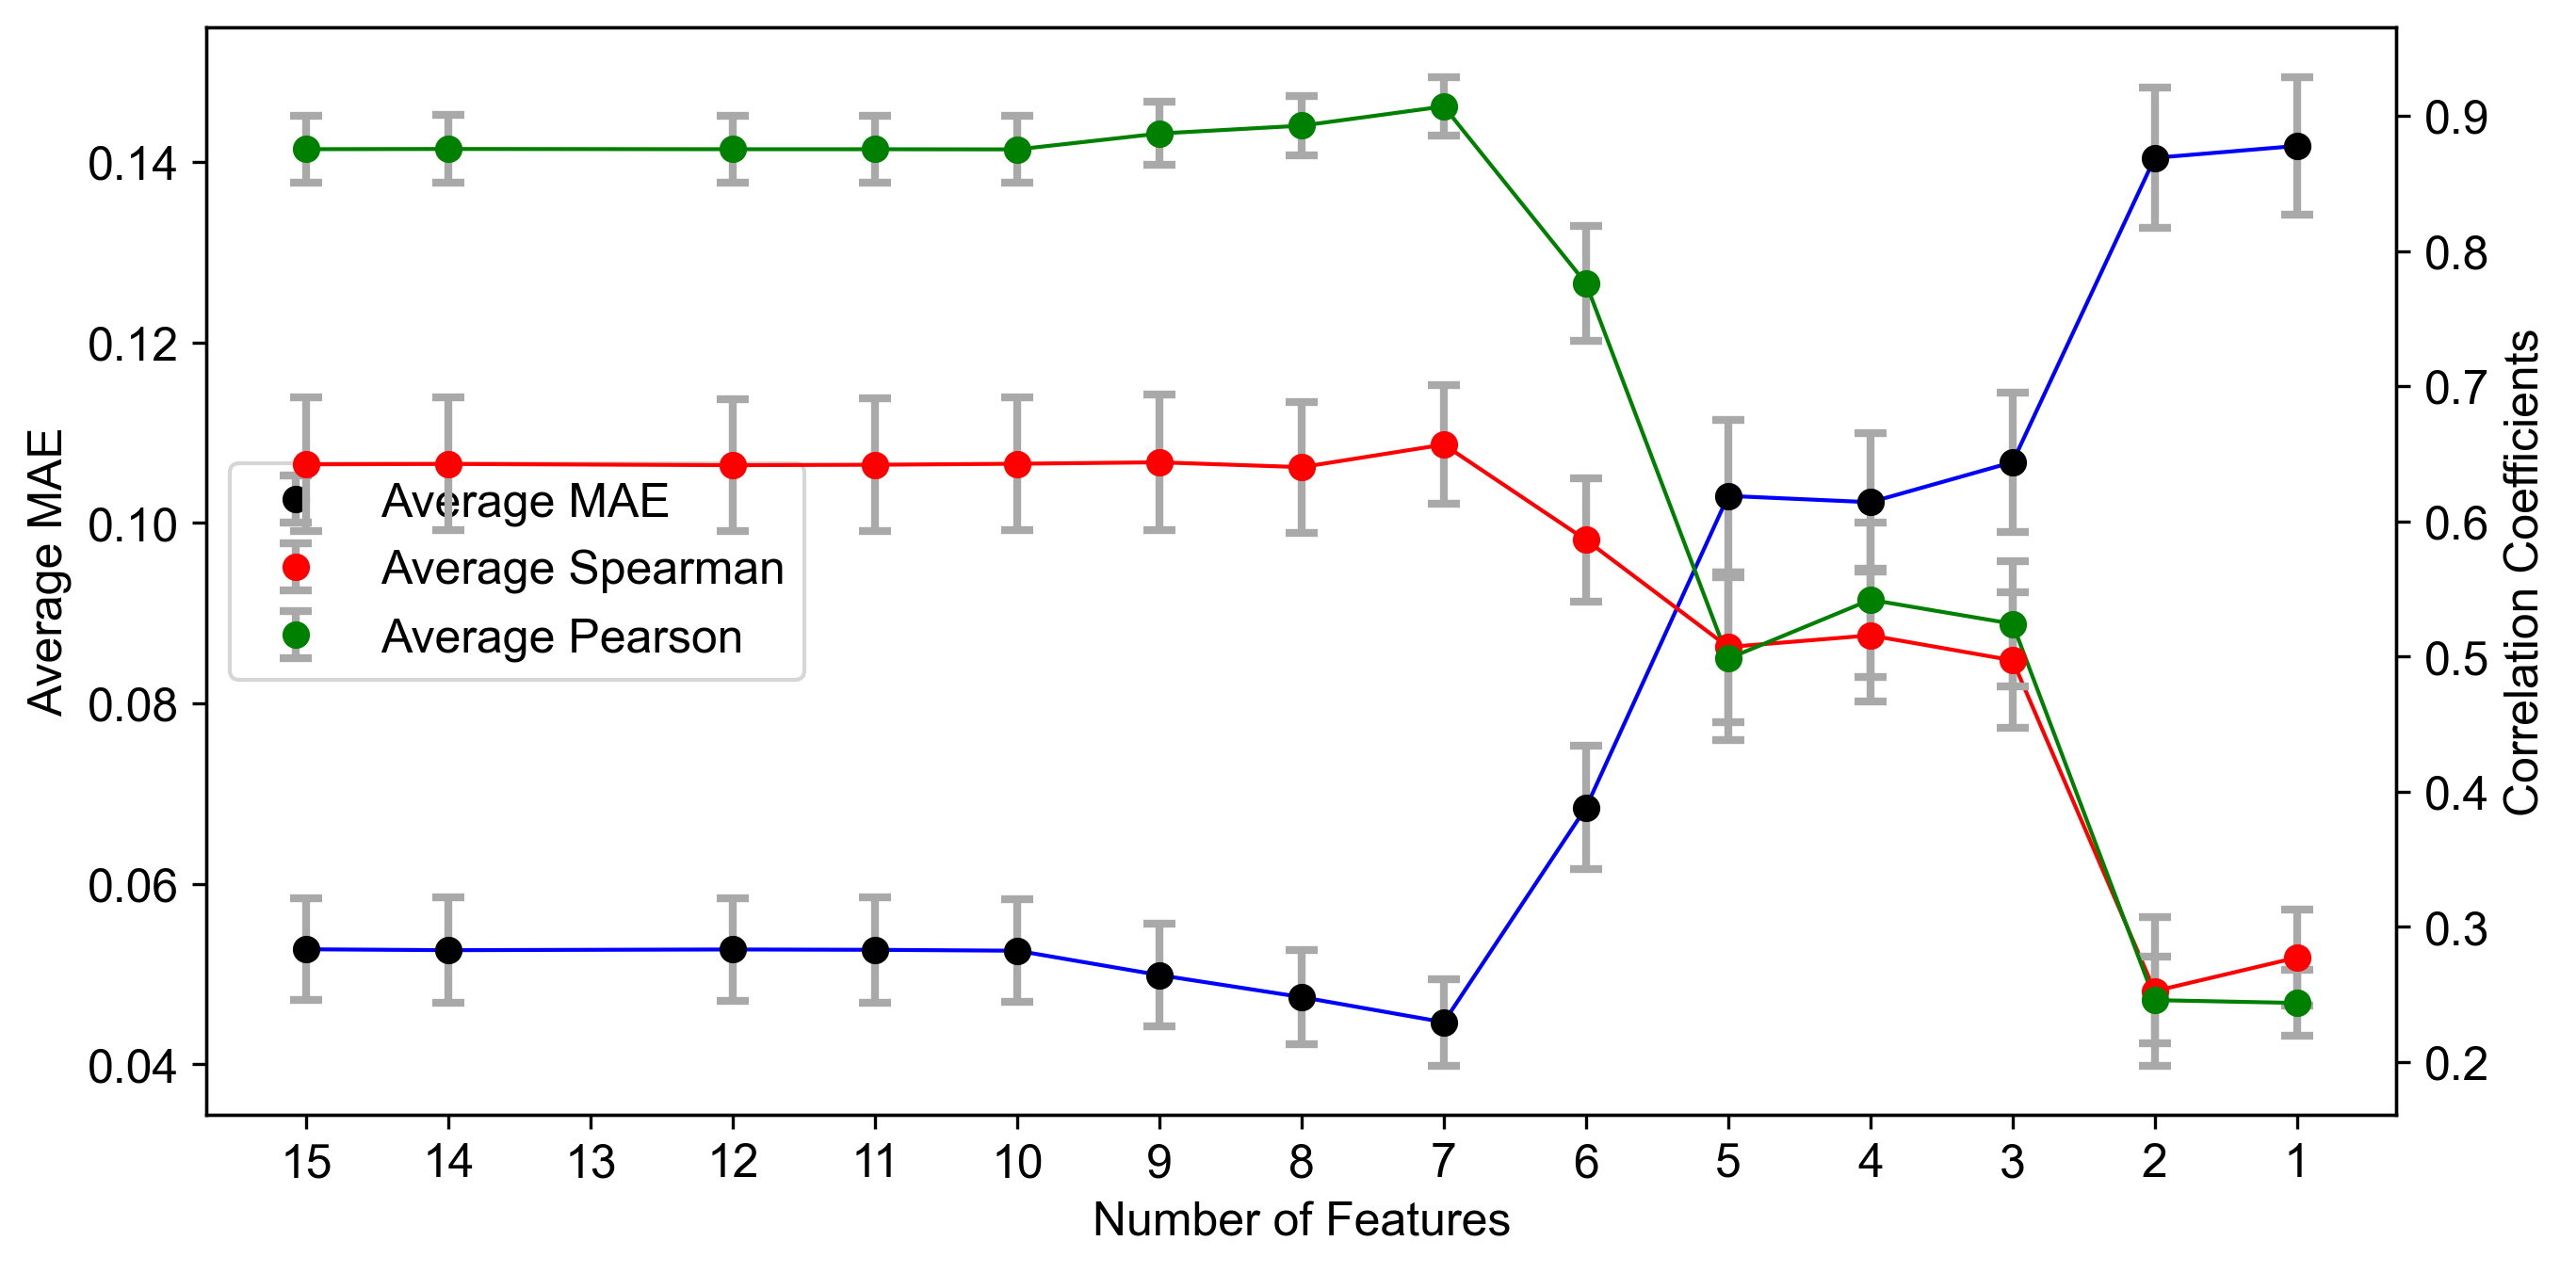 0.14
0.12
0.10
0.08
0.06
0.04
Average MAE
Average MAE
Average Spearman
Average Pearson
0.9
0.8
0.7
0.6
0.5
0.4
0.3
0.2
Correlation Coefficients
15 14 13 12 11 10 9 8 7 6 5 4 3 2 1
Number of Features